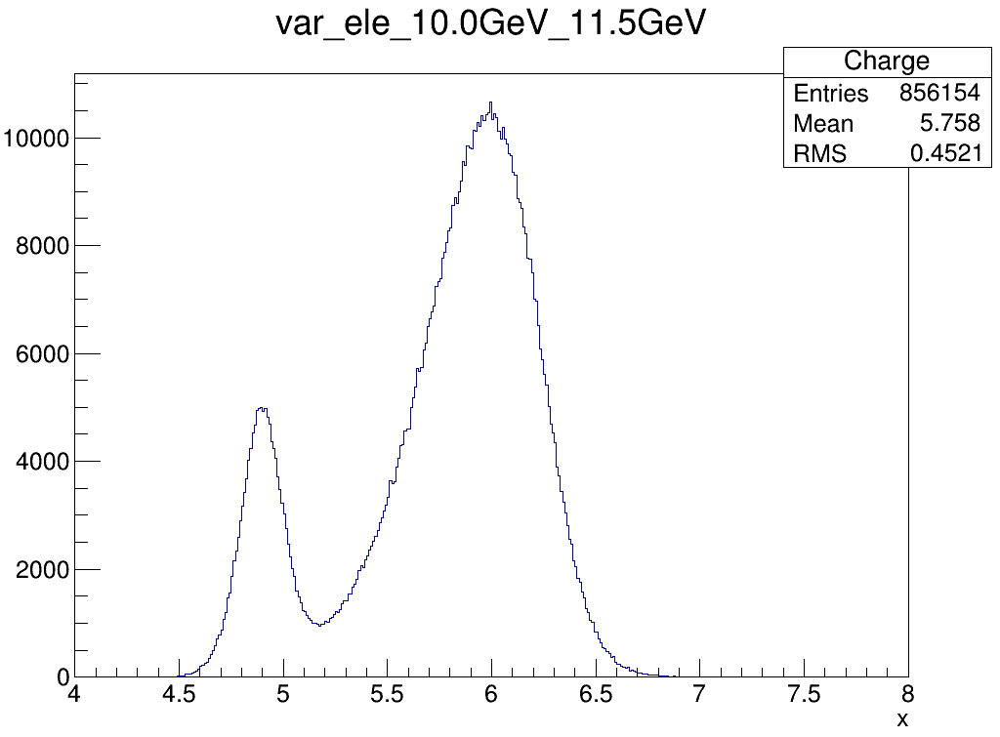 var_ele_10.0GeV_11.5GeV
Charge
Entries 856154
Mean 5.758
RMS 0.4521
10000
8000
6000
4000
2000
0
4 4.5 5 5.5 6 6.5 7 7.5 8
x